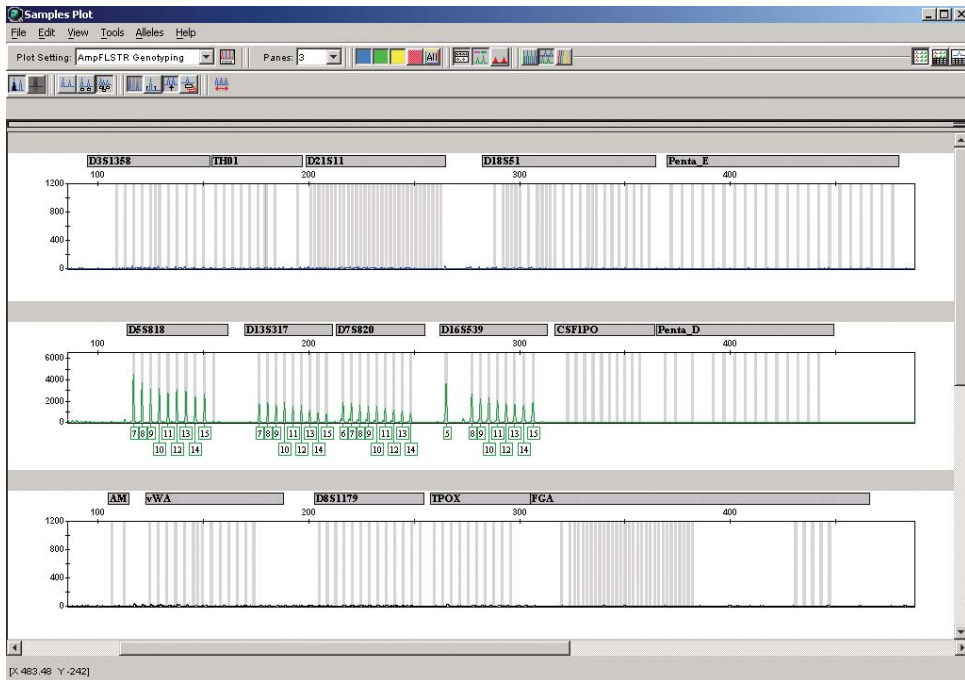 Samples Plot
File Edit View Tools Alleles Help
Plot Setting: AmpFLSTR Genotyping Panes: 3 All
D3S1358 TH01 D21S11 D18S51 Penta_E
100 200 300 400
1200
800
400
0
D5S818 D13S317 D7S820 D16S539 CSF1PO Penta_D
100 200 300 400
6000
4000
2000
0
7 8 9 11 13 15 7 8 9 11 13 15 6 7 8 9 11 13 5 8 9 11 13 15
10 12 14 10 12 14 10 12 14 10 12 14
AM vWA D8S1179 TPOX FGA
100 200 300 400
1200
800
400
0
[X 483.48 Y -242]